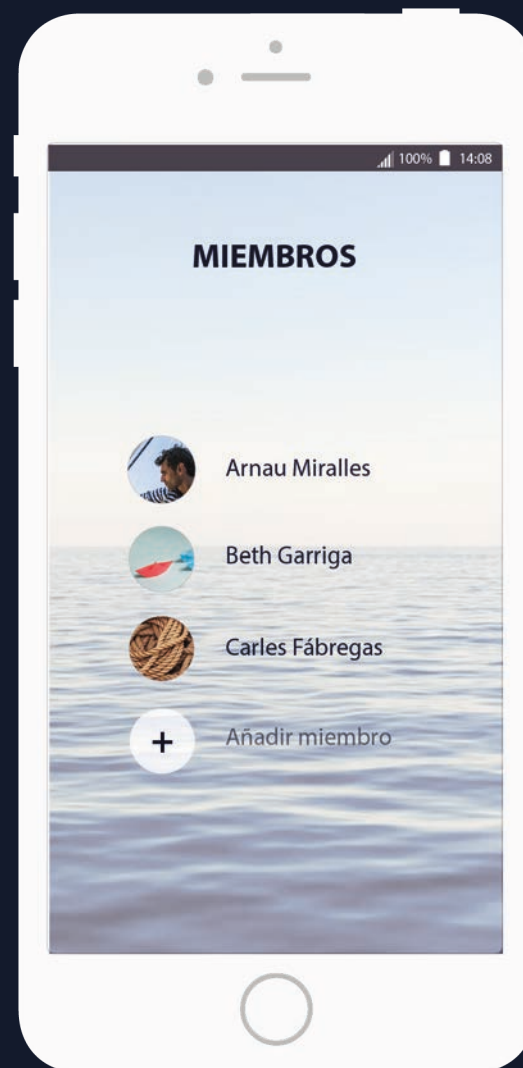 100% 14:08
MIEMBROS
Arnau Miralles
Beth Garriga
Carles Fábregas
+ Añadir miembro